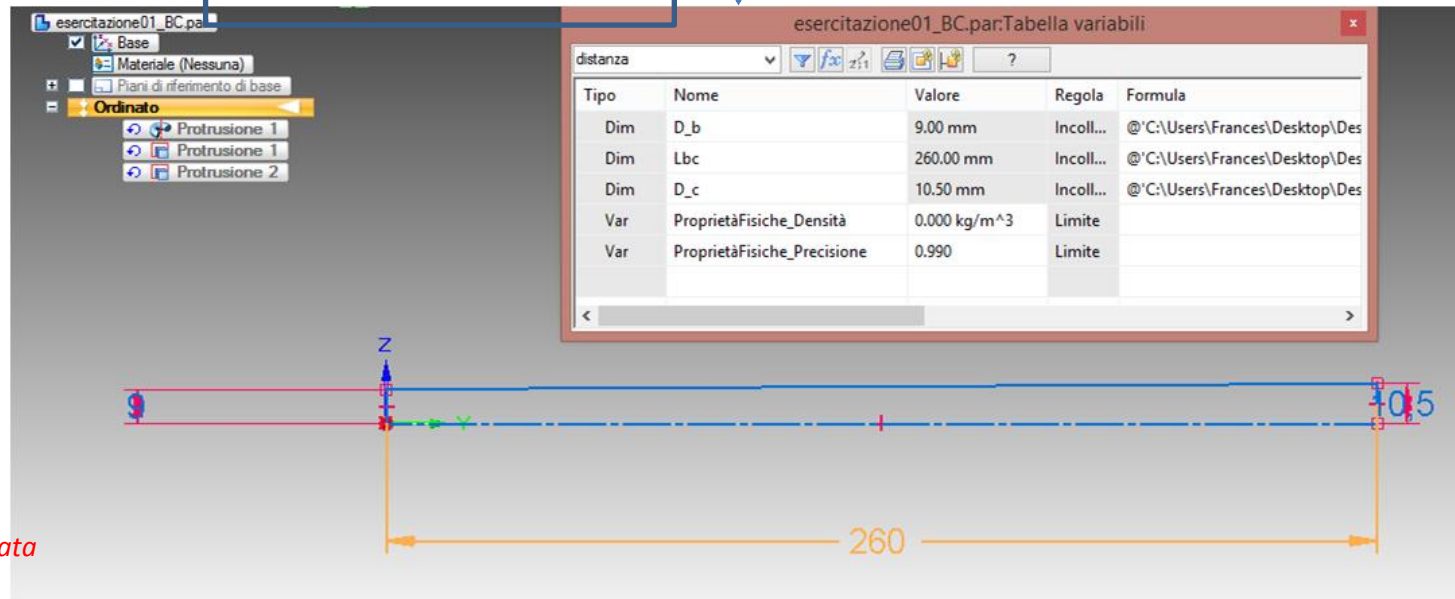 esercitazione01_BC.par
Base
Materiale (Nessuna)
Piani di riferimento di base
Ordinato
Protrusione 1
Protrusione 1
Protrusione 2
esercitazione01_BC.par:Tabella variabili
x
distanza
fx
?
Tipo Nome Valore Regola Formula
Dim D_b 9.00 mm Incoll... @'C:\Users\Frances\Desktop\Des
Dim Lbc 260.00 mm Incoll... @'C:\Users\Frances\Desktop\Des
Dim D_c 10.50 mm Incoll... @'C:\Users\Frances\Desktop\Des
Var ProprietàFisiche_Densità 0.000 kg/m^3 Limite
Var ProprietàFisiche_Precisione 0.990 Limite
Z
9
Y
10,5
260
ata